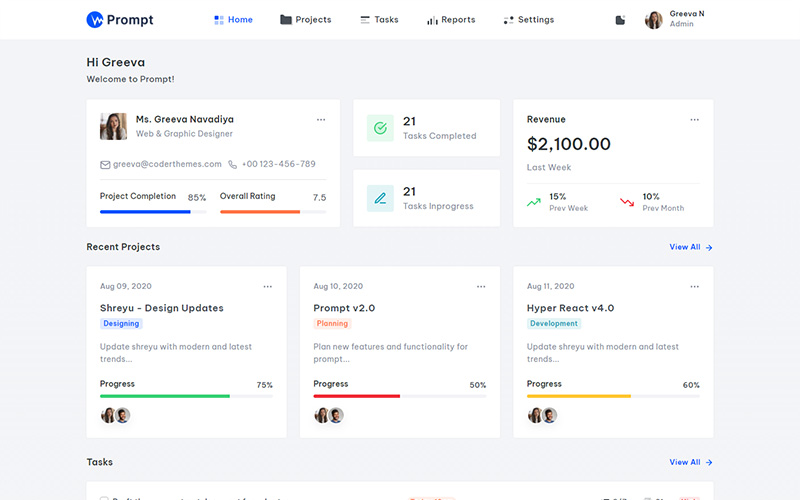 Prompt
Home Projects Tasks Reports Settings
Greeva N
Admin
Hi Greeva
Welcome to Prompt!
Ms. Greeva Navadiya
Web & Graphic Designer
greeva@coderthemes.com +00 123-456-789
Project Completion 85%
Overall Rating 7.5
21
Tasks Completed
21
Tasks Inprogress
Revenue
$2,100.00
Last Week
15%
Prev Week
10%
Prev Month
Recent Projects
View All
Aug 09, 2020
Shreyu - Design Updates
Designing
Update shreyu with modern and latest
trends...
Progress 75%
Aug 10, 2020
Prompt v2.0
Planning
Plan new features and functionality for
prompt...
Progress 50%
Aug 11, 2020
Hyper React v4.0
Development
Update shreyu with modern and latest
trends...
Progress 60%
Tasks
View All